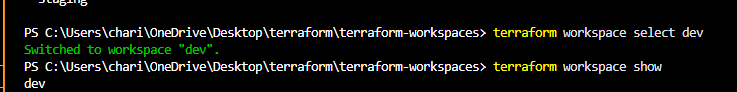 staging
PS C:\Users\chari\OneDrive\Desktop\terraform\terraform-workspaces> terraform workspace select dev
Switched to workspace "dev".
PS C:\Users\chari\OneDrive\Desktop\terraform\terraform-workspaces> terraform workspace show
dev